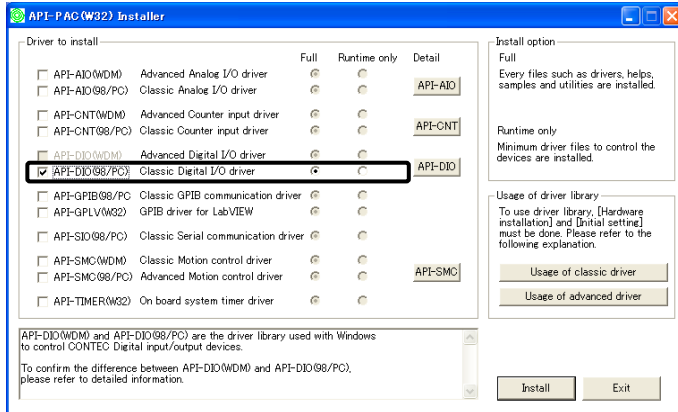 API-PAC(W32) Installer
Driver to install
Full Runtime only Detail
API-AIO(WDM) Advanced Analog I/O driver
API-AIO(98/PC) Classic Analog I/O driver
API-AIO
API-CNT(WDM) Advanced Counter input driver
API-CNT(98/PC) Classic Counter input driver
API-CNT
API-DIO(WDM) Advanced Digital I/O driver
API-DIO(98/PC) Classic Digital I/O driver
API-DIO
API-GPIB(98/PC Classic GPIB communication driver
API-GPLV(W32) GPIB driver for LabVIEW
API-SIO(98/PC) Classic Serial communication driver
API-SMC(WDM) Classic Motion control driver
API-SMC(98/PC) Advanced Motion control driver
API-SMC
API-TIMER(W32) On board system timer driver
Install option
Full
Every files such as drivers, helps,
samples and utilities are installed.
Runtime only
Minimum driver files to control the
devices are installed.
Usage of driver library
To use driver library, [Hardware
installation] and [Initial setting]
must be done. Please refer to the
following explanation.
Usage of classic driver
Usage of advanced driver
API-DIO(WDM) and API-DIO(98/PC) are the driver library used with Windows
to control CONTEC Digital input/output devices.
To confirm the difference between API-DIO(WDM) and API-DIO(98/PC),
please refer to detailed information.
Install Exit